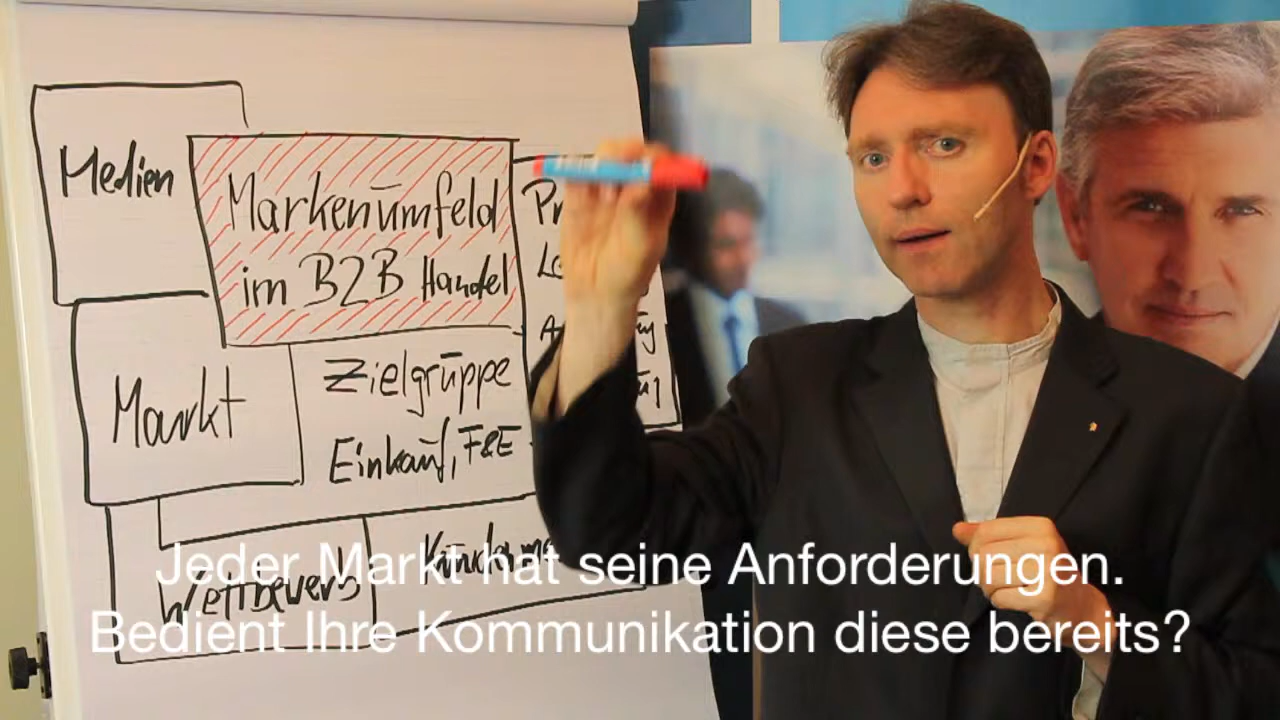 Medien
Markenumfeld
im B2B Handel
Markt
Zielgruppe
Einkauf, F&E
Wettbewerb
Jeder Markt hat seine Anforderungen.
Bedient Ihre Kommunikation diese bereits?